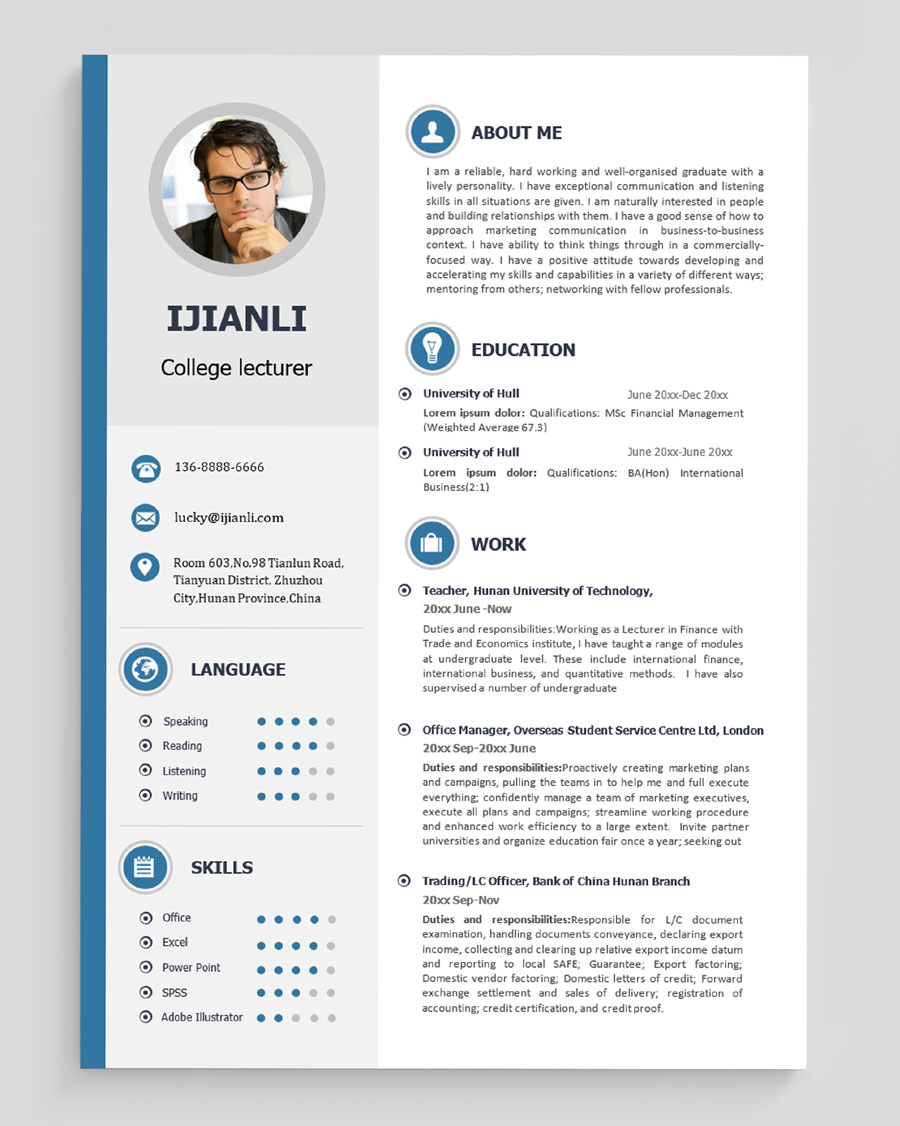 IJIANLI
College lecturer
136-8888-6666
lucky@ijianli.com
Room 603,No.98 Tianlun Road,
Tianyuan District, Zhuzhou
City,Hunan Province,China
LANGUAGE
Speaking
Reading
Listening
Writing
SKILLS
Office
Excel
Power Point
SPSS
Adobe Illustrator
ABOUT ME
I am a reliable, hard working and well-organised graduate with a
lively personality. I have exceptional communication and listening
skills in all situations are given. I am naturally interested in people
and building relationships with them. I have a good sense of how to
approach marketing communication in business-to-business
context. I have ability to think things through in a commercially-
focused way. I have a positive attitude towards developing and
accelerating my skills and capabilities in a variety of different ways;
mentoring from others; networking with fellow professionals.
EDUCATION
University of Hull June 20xx-Dec 20xx
Lorem ipsum dolor: Qualifications: MSc Financial Management
(Weighted Average 67.3)
University of Hull June 20xx-June 20xx
Lorem ipsum dolor: Qualifications: BA(Hon) International
Business(2:1)
WORK
Teacher, Hunan University of Technology,
20xx June -Now
Duties and responsibilities:Working as a Lecturer in Finance with
Trade and Economics institute, I have taught a range of modules
at undergraduate level. These include international finance,
international business, and quantitative methods. I have also
supervised a number of undergraduate
Office Manager, Overseas Student Service Centre Ltd, London
20xx Sep-20xx June
Duties and responsibilities:Proactively creating marketing plans
and campaigns, pulling the teams in to help me and full execute
everything; confidently manage a team of marketing executives,
execute all plans and campaigns; streamline working procedure
and enhanced work efficiency to a large extent. Invite partner
universities and organize education fair once a year; seeking out
Trading/LC Officer, Bank of China Hunan Branch
20xx Sep-Nov
Duties and responsibilities:Responsible for L/C document
examination, handling documents conveyance, declaring export
income, collecting and clearing up relative export income datum
and reporting to local SAFE; Guarantee; Export factoring;
Domestic vendor factoring; Domestic letters of credit; Forward
exchange settlement and sales of delivery; registration of
accounting; credit certification, and credit proof.